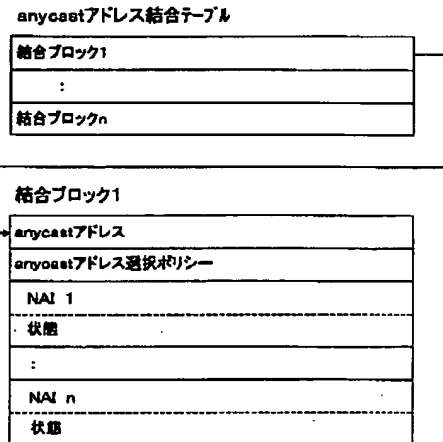 anycastアドレス結合テーブル
結合ブロック1
:
結合ブロックn
結合ブロック1
anycastアドレス
anycastアドレス選択ポリシー
NAI 1
状態
:
NAI n
状態